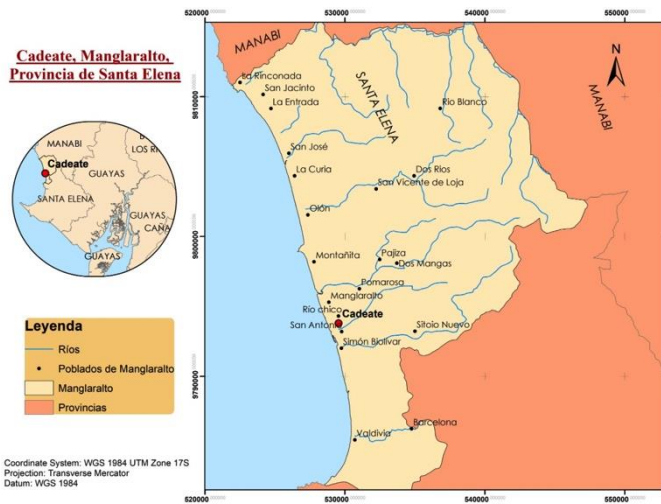 Cadeate, Manglaralto,
Provincia de Santa Elena
MANABI
Cadeate
LOS RÍ
GUAYAS
SANTA ELENA
GUAYAS
CAÑA
GUAYAS
Leyenda
Ríos
Poblados de Manglaralto
Manglaralto
Provincias
Coordinate System: WGS 1984 UTM Zone 17S
Projection: Transverse Mercator
Datum: WGS 1984
520000
530000
540000
550000
9810000
9800000
9790000
520000
530000
540000
550000
N
MANABI
MANABI
SANTA ELENA
La Rinconada
San Jacinto
La Entrada
Rio Blanco
San José
La Curia
Dos Ríos
San Vicente de Loja
Olón
Montañita
Pajiza
Dos Mangas
Pomarosa
Manglaralto
Río chico
Cadeate
San Antonio
Sitoio Nuevo
Simón Biolivar
Valdivia
Barcelona